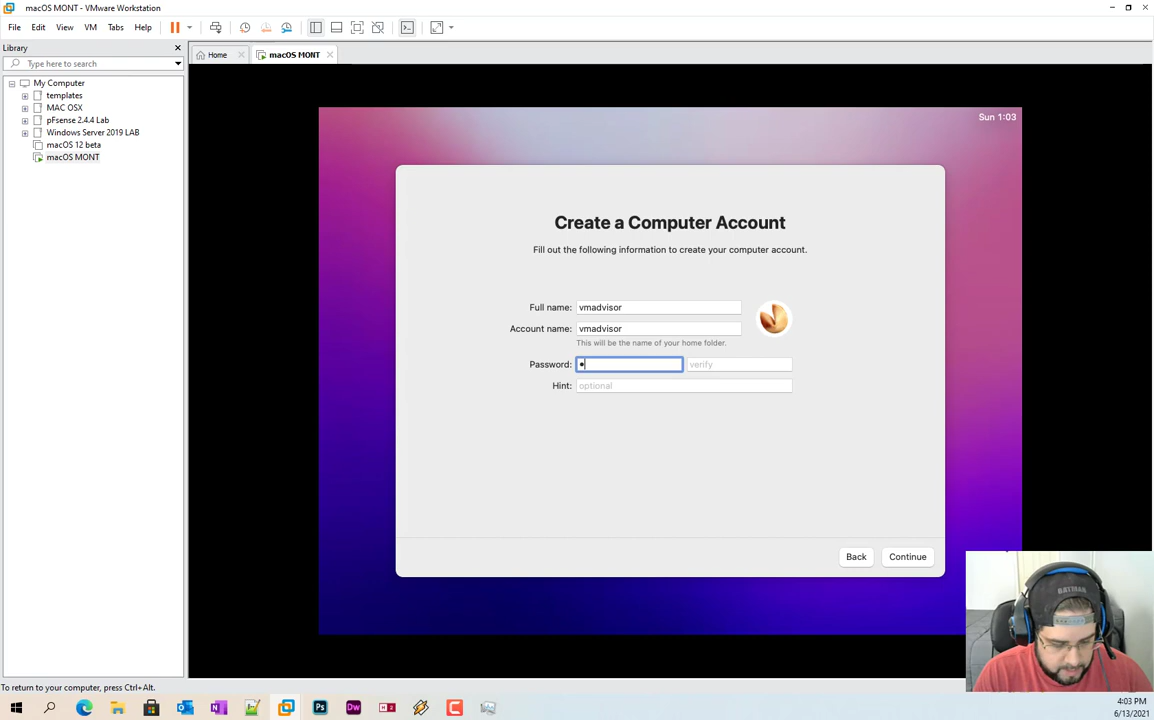 macOS MONT - VMware Workstation
File Edit View VM Tabs Help
Library
Type here to search
My Computer
templates
MAC OSX
pFsense 2.4.4 Lab
Windows Server 2019 LAB
macOS 12 beta
macOS MONT
Home
macOS MONT
Sun 1:03
Create a Computer Account
Fill out the following information to create your computer account.
Full name: vmadvisor
Account name: vmadvisor
This will be the name of your home folder.
Password: • verify
Hint: optional
Back Continue
BATMAN
To return to your computer, press Ctrl+Alt.
4:03 PM
6/13/2021